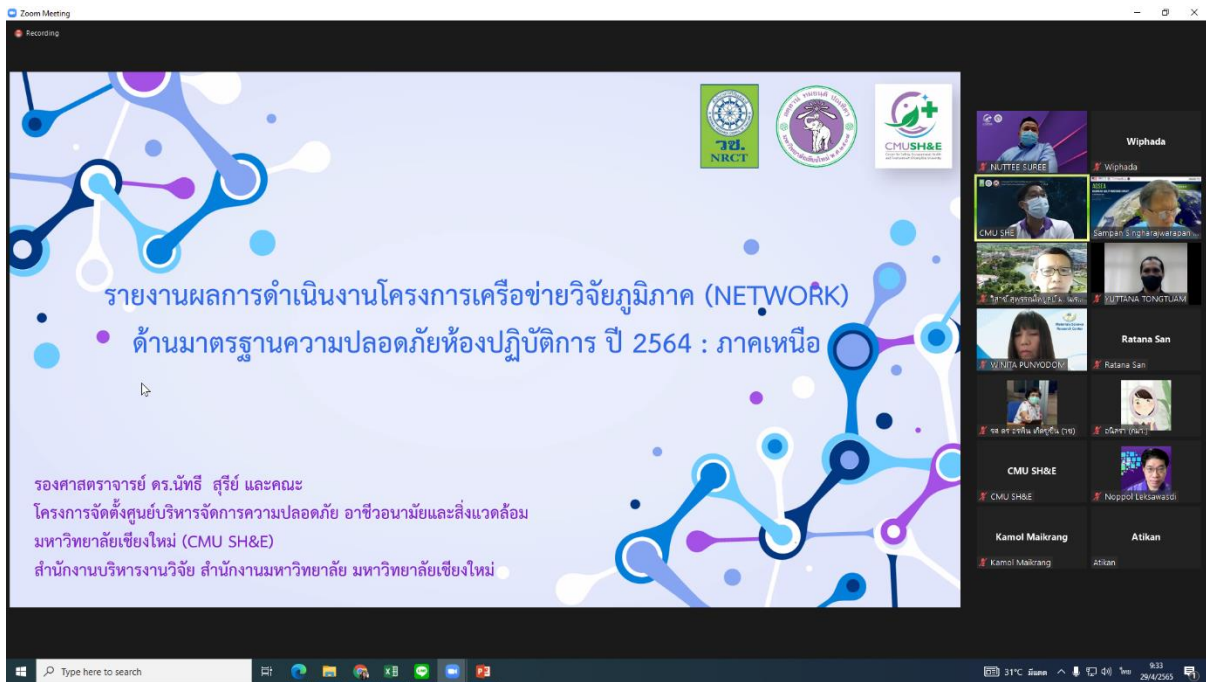 Zoom Meeting
Recording
วช.
NRCT
CMUSH&E
รายงานผลการดำเนินงานโครงการเครือข่ายวิจัยภูมิภาค (NETWORK)
ด้านมาตรฐานความปลอดภัยห้องปฏิบัติการ ปี 2564 : ภาคเหนือ
รองศาสตราจารย์ ดร.นัทธี สุรีย์ และคณะ
โครงการจัดตั้งศูนย์บริหารจัดการความปลอดภัย อาชีวอนามัยและสิ่งแวดล้อม
มหาวิทยาลัยเชียงใหม่ (CMU SH&E)
สำนักงานบริหารงานวิจัย สำนักงานมหาวิทยาลัย มหาวิทยาลัยเชียงใหม่
NUTTEE SUREE
Wiphada
Wiphada
CMU SHE
Sampan Singharajwarapan
YUTTANA TONGTUAM
WINITA PUNYODOM
Ratana San
Ratana San
CMU SH&E
CMU SH&E
Noppol Leksawasdi
Kamol Maikrang
Kamol Maikrang
Atikan
Atikan
Type here to search
31°C มีแดด
ไทย
9:33
29/4/2565